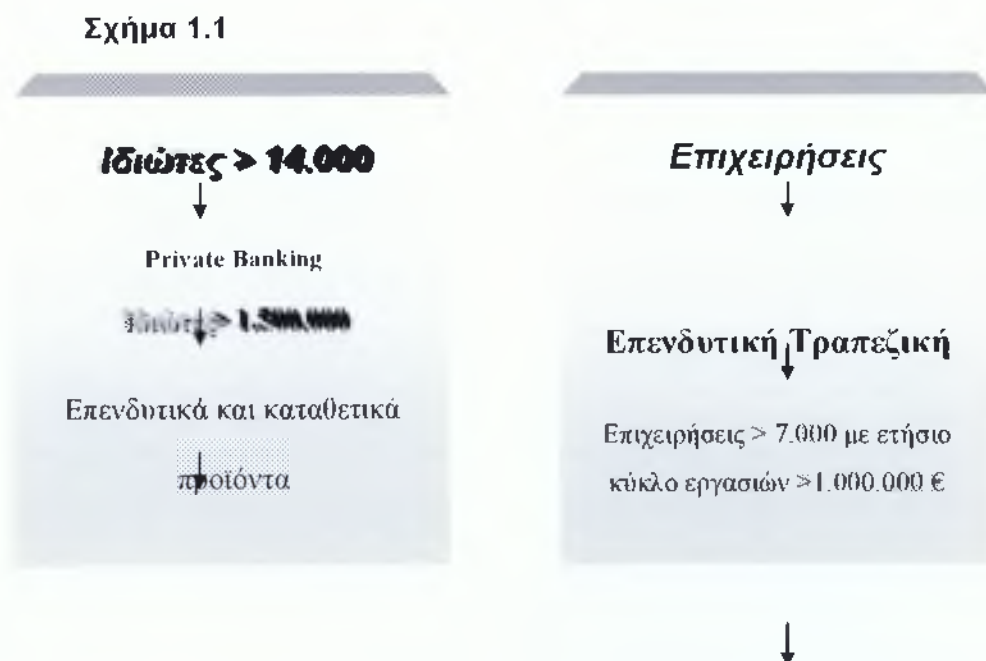 Σχήμα 1.1
Ιδιώτες > 14.000
Private Banking
Ιδιώτες > 1.500.000
Επενδυτικά και καταθετικά
προϊόντα
Επιχειρήσεις
Επενδυτική Τραπεζική
Επιχειρήσεις > 7.000 με ετήσιο
κύκλο εργασιών >1.000.000 €